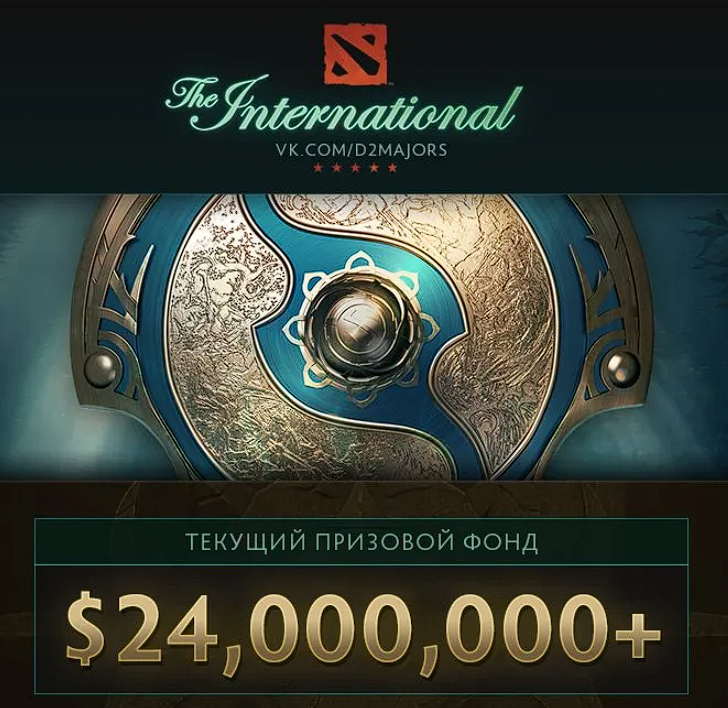 The International
VK.COM/D2MAJORS
ТЕКУЩИЙ ПРИЗОВОЙ ФОНД
$24,000,000+